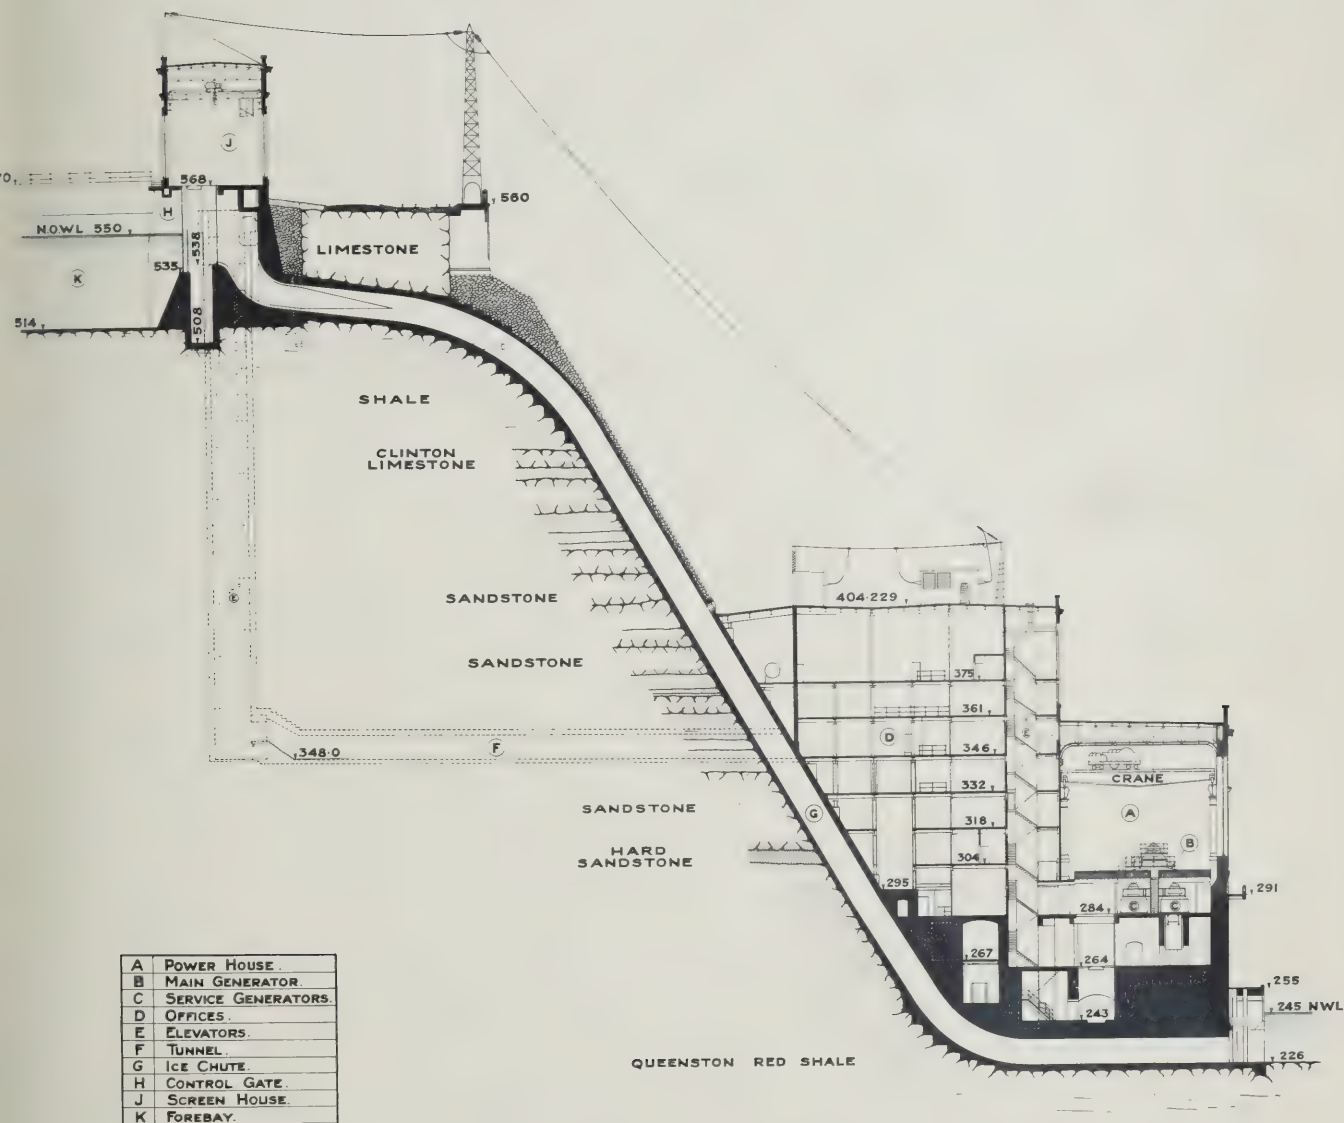 J
568
560
H
N.O.WL 550
538
LIMESTONE
535
K
508
514
SHALE
CLINTON
LIMESTONE
E
SANDSTONE
404·229
SANDSTONE
375
361
F
348·0
D
E
346
CRANE
332
SANDSTONE
G
318
A
B
HARD
SANDSTONE
304
295
291
284
C
C
267
264
255
245 NWL
243
226
QUEENSTON RED SHALE
A POWER HOUSE.
B MAIN GENERATOR.
C SERVICE GENERATORS.
D OFFICES.
E ELEVATORS.
F TUNNEL.
G ICE CHUTE.
H CONTROL GATE.
J SCREEN HOUSE.
K FOREBAY.